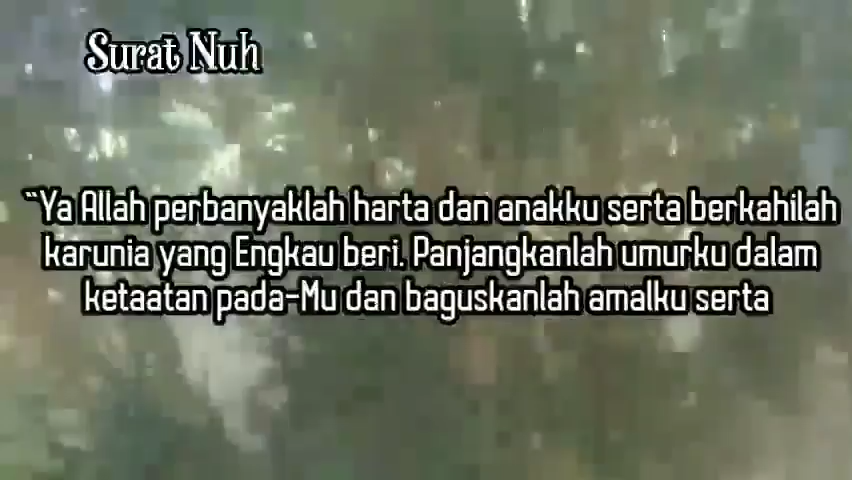 Surat Nuh
"Ya Allah perbanyaklah harta dan anakku serta berkahilah
karunia yang Engkau beri. Panjangkanlah umurku dalam
ketaatan pada-Mu dan baguskanlah amalku serta